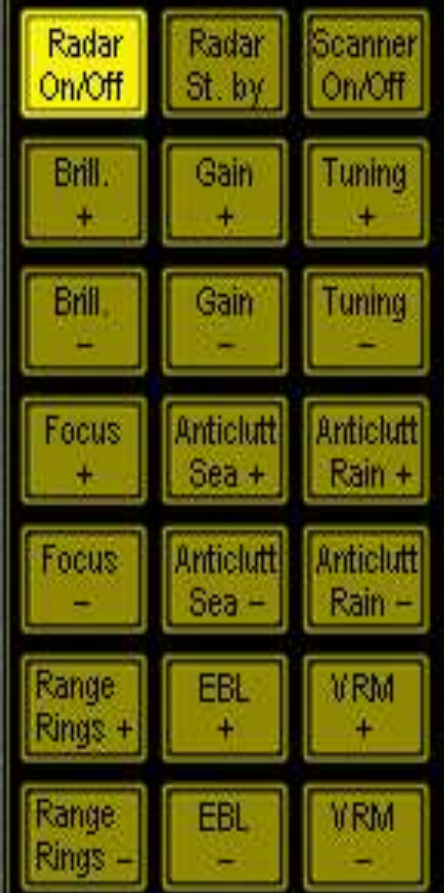 Radar
On/Off
Radar
St. by
Scanner
On/Off
Brill.
+
Gain
+
Tuning
+
Brill.
–
Gain
–
Tuning
–
Focus
+
Anticlutt
Sea +
Anticlutt
Rain +
Focus
–
Anticlutt
Sea –
Anticlutt
Rain –
Range
Rings +
EBL
+
VRM
+
Range
Rings –
EBL
–
VRM
–